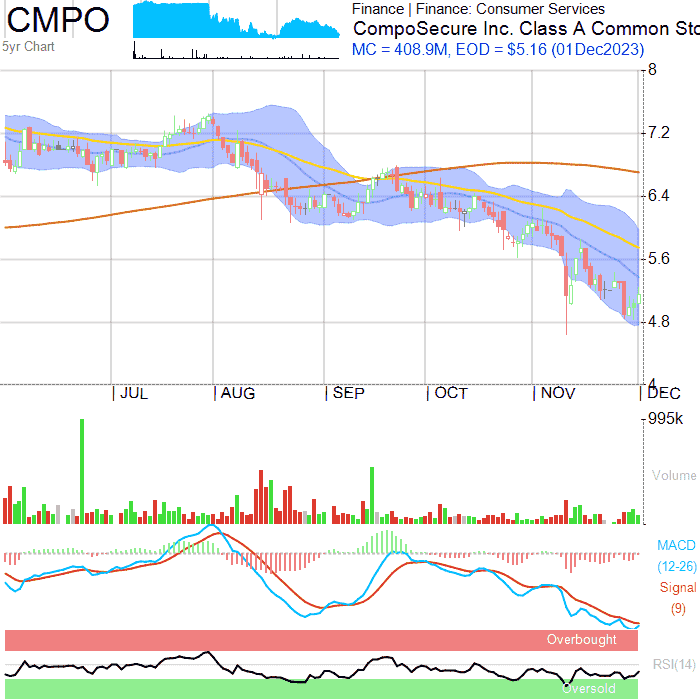 CMPO
5yr Chart
Finance | Finance: Consumer Services
CompoSecure Inc. Class A Common Sto
MC = 408.9M, EOD = $5.16 (01Dec2023)
8
7.2
6.4
5.6
4.8
4
JUL AUG SEP OCT NOV DEC
995k
Volume
MACD
(12-26)
Signal
(9)
Overbought
RSI(14)
Oversold